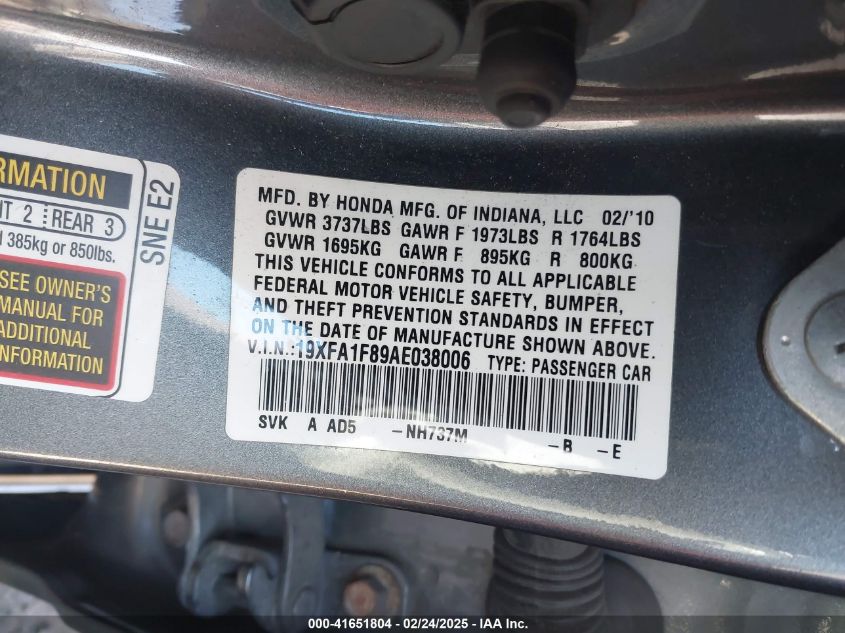 RMATION
NT 2 REAR 3
385kg or 850lbs.
SEE OWNER'S
MANUAL FOR
ADDITIONAL
INFORMATION
SNE E2
MFD. BY HONDA MFG. OF INDIANA, LLC 02/'10
GVWR 3737LBS GAWR F 1973LBS R 1764LBS
GVWR 1695KG GAWR F 895KG R 800KG
THIS VEHICLE CONFORMS TO ALL APPLICABLE
FEDERAL MOTOR VEHICLE SAFETY, BUMPER,
AND THEFT PREVENTION STANDARDS IN EFFECT
ON THE DATE OF MANUFACTURE SHOWN ABOVE.
V.I.N.:19XFA1F89AE038006 TYPE: PASSENGER CAR
SVK A AD5 -NH737M -B -E
000-41651804 / 02/24/2025 / IAA Inc.